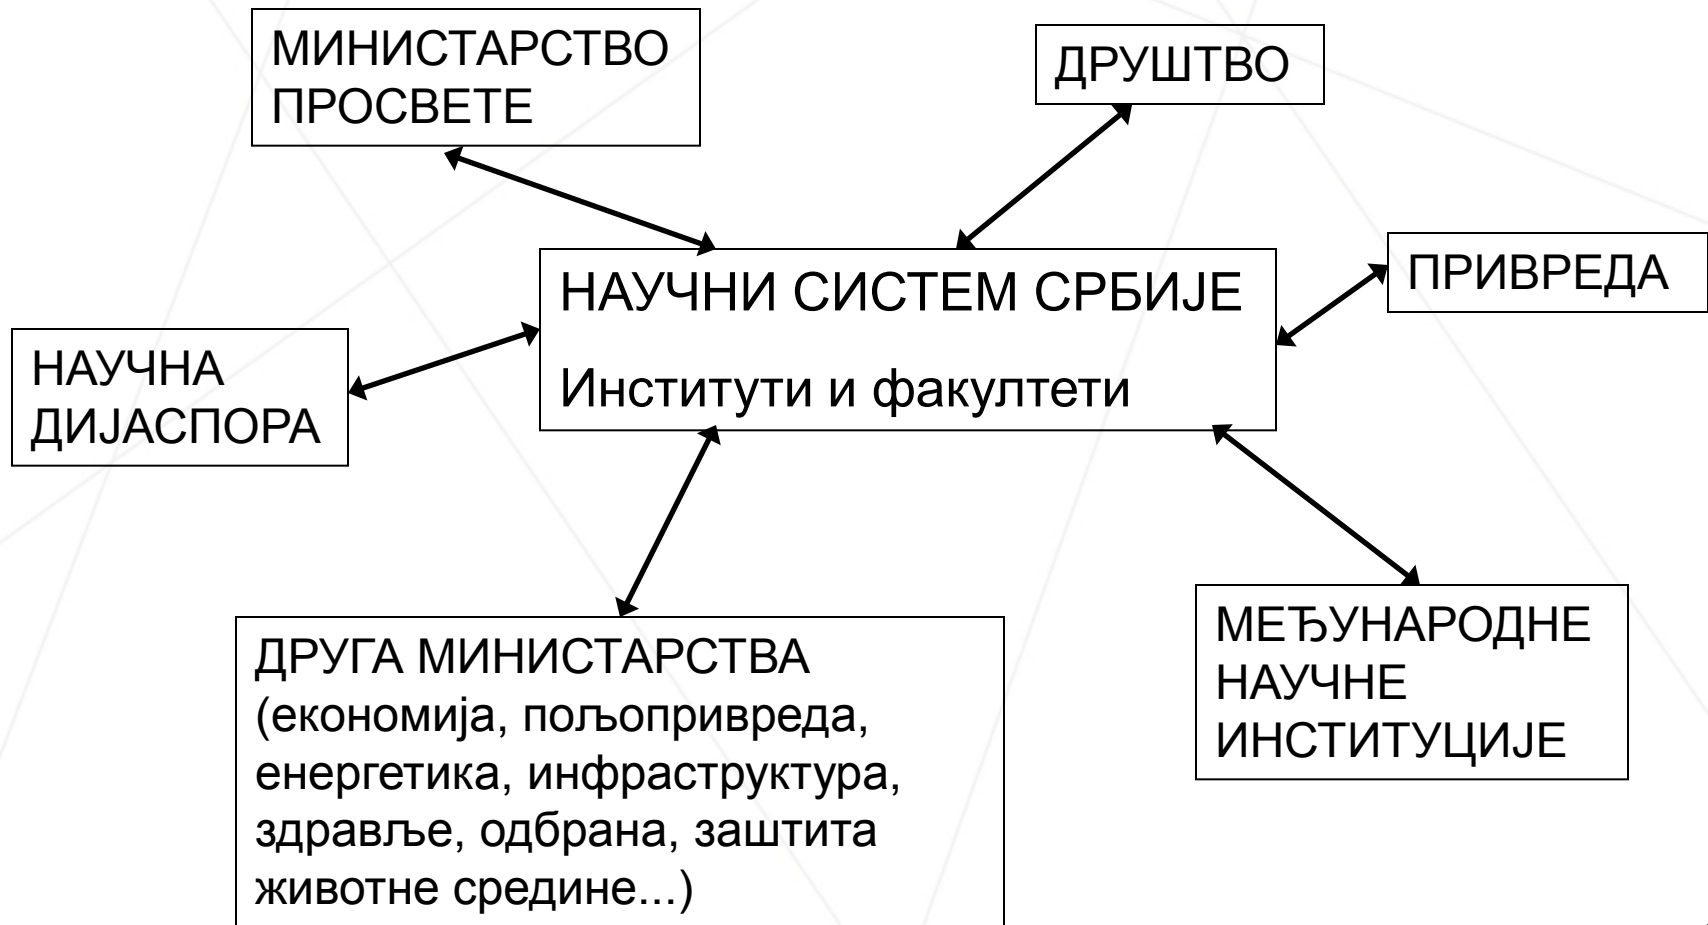 МИНИСТАРСТВО
ПРОСВЕТЕ
ДРУШТВО
НАУЧНИ СИСТЕМ СРБИЈЕ
Институти и факултети
ПРИВРЕДА
НАУЧНА
ДИЈАСПОРА
ДРУГА МИНИСТАРСТВА
(економија, пољопривреда,
енергетика, инфраструктура,
здравље, одбрана, заштита
животне средине...)
МЕЂУНАРОДНЕ
НАУЧНЕ
ИНСТИТУЦИЈЕ